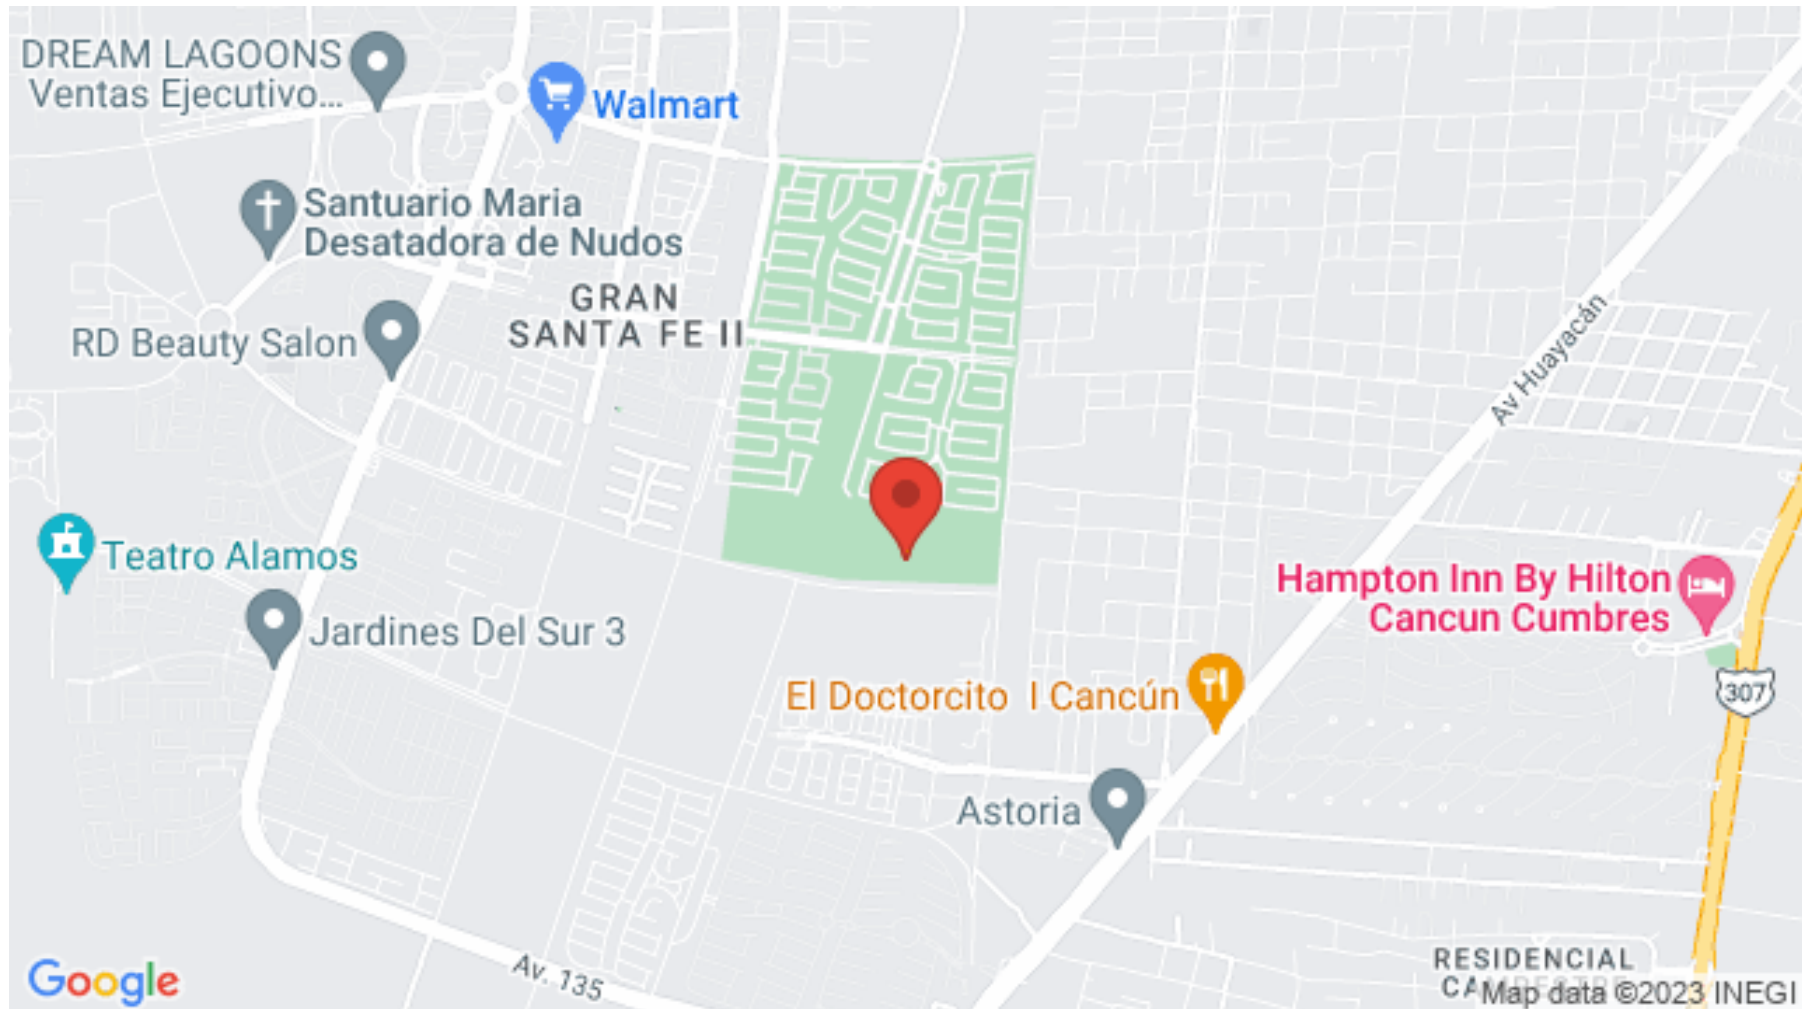 DREAM LAGOONS
Ventas Ejecutivo...
Walmart
Santuario Maria
Desatadora de Nudos
GRAN
SANTA FE II
RD Beauty Salon
Av Huayacán
Teatro Alamos
Hampton Inn By Hilton
Cancun Cumbres
Jardines Del Sur 3
El Doctorcito I Cancún
307
Astoria
RESIDENCIAL
Av. 135
Google
Map data ©2023 INEGI